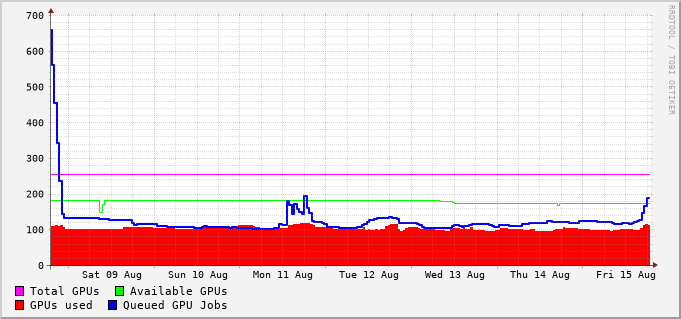 700
600
500
400
300
200
100
0
Sat 09 Aug Sun 10 Aug Mon 11 Aug Tue 12 Aug Wed 13 Aug Thu 14 Aug Fri 15 Aug
Total GPUs Available GPUs
GPUs used Queued GPU Jobs
RRDTOOL / TOBI OETIKER